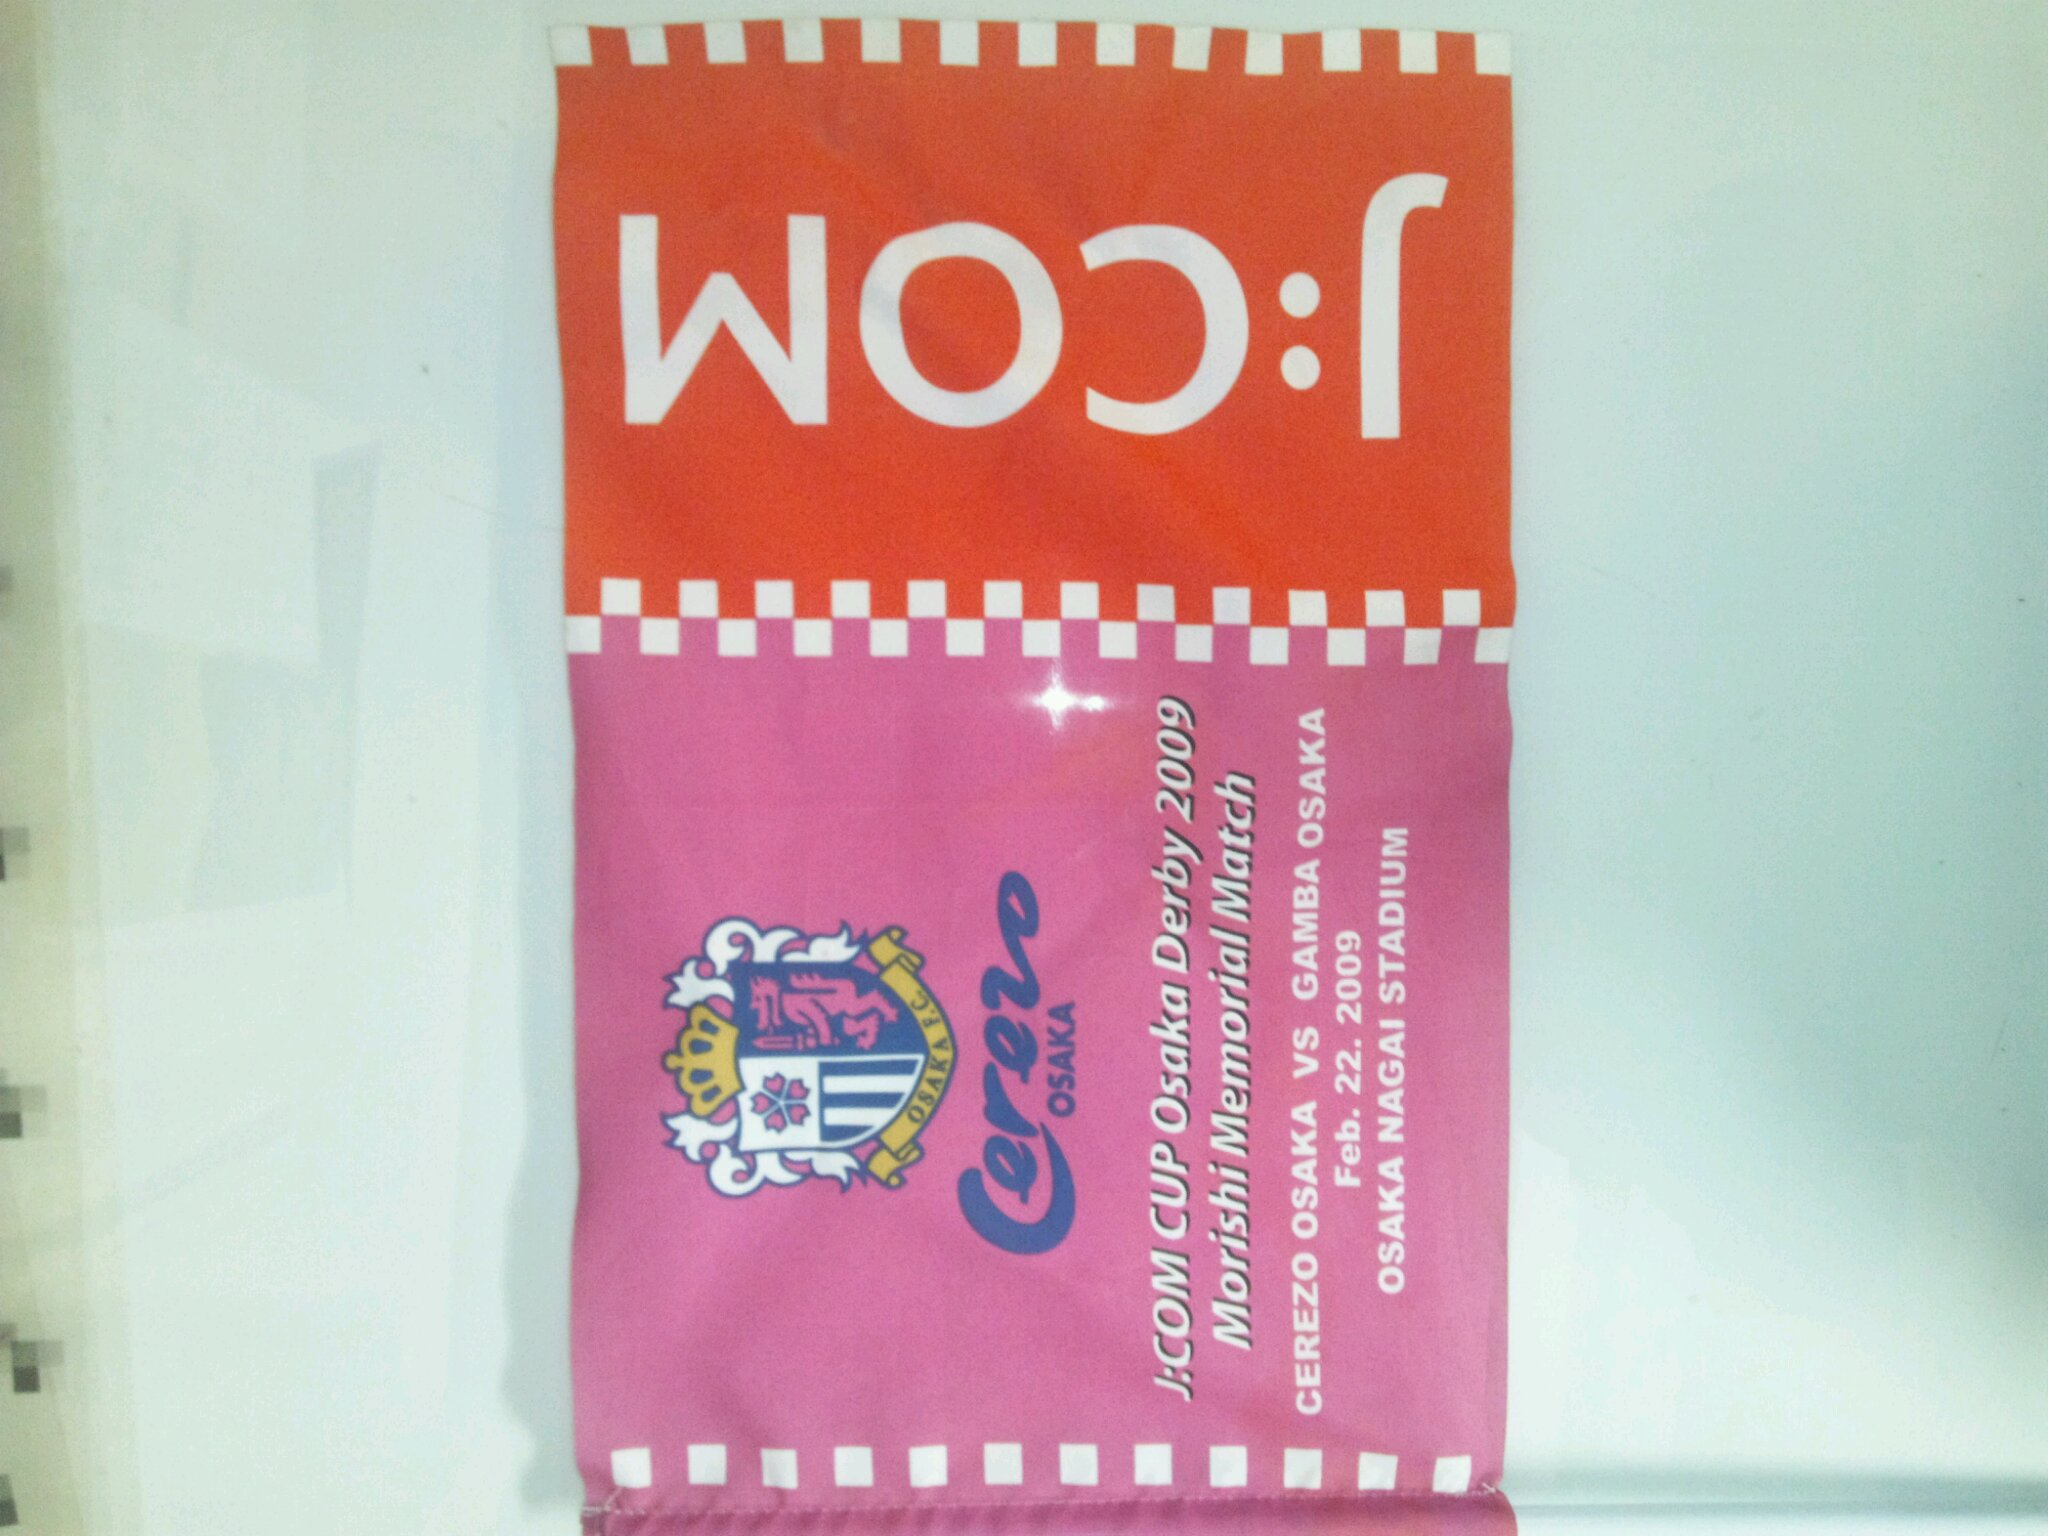 J:COM
OSAKA F.C.
Cerezo
OSAKA
J:COM CUP Osaka Derby 2009
Morishi Memorial Match
CEREZO OSAKA VS GAMBA OSAKA
Feb. 22. 2009
OSAKA NAGAI STADIUM